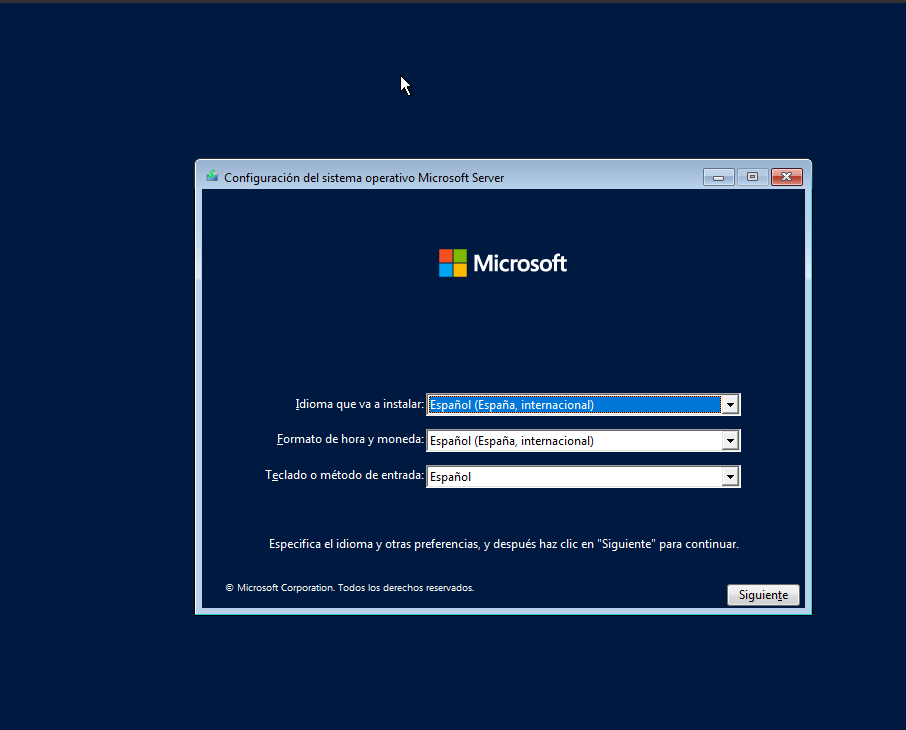 Configuración del sistema operativo Microsoft Server
Microsoft
Idioma que va a instalar: Español (España, internacional)
Formato de hora y moneda: Español (España, internacional)
Teclado o método de entrada: Español
Especifica el idioma y otras preferencias, y después haz clic en "Siguiente" para continuar.
© Microsoft Corporation. Todos los derechos reservados.
Siguiente